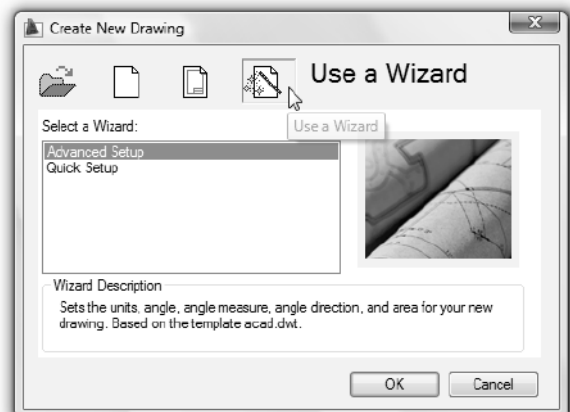 Create New Drawing
Use a Wizard
Select a Wizard:
Use a Wizard
Advanced Setup
Quick Setup
Wizard Description
Sets the units, angle, angle measure, angle direction, and area for your new
drawing. Based on the template acad.dwt.
OK
Cancel